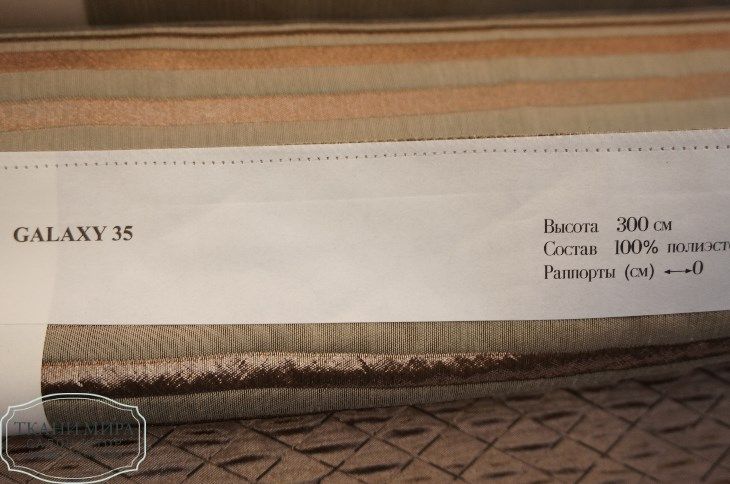 GALAXY 35
Высота 300 см
Состав 100% полиэст
Раппорты (см) ←→0
ТКАНИ МИРА